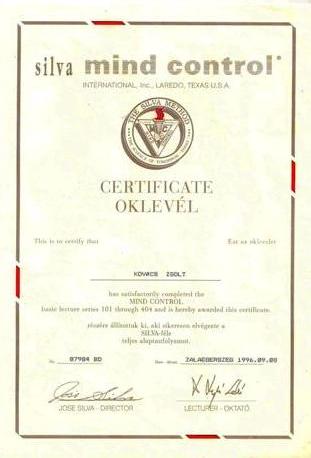 silva mind control®
INTERNATIONAL, Inc., LAREDO, TEXAS U.S.A.
THE SILVA METHOD
CERTIFICATE
OKLEVÉL
This is to certify that
Ezt az oklevelet
KOVÁCS ZSOLT
has satisfactorily completed the
MIND CONTROL
basic lecture series 101 through 404 and is hereby awarded this certificate.
részére állítottuk ki, aki sikeresen elvégezte a
SILVA-féle
teljes alaptanfolyamot.
No. 87984 BD
ZALAEGERSZEG 1996.09.08
JOSE SILVA - DIRECTOR
LECTURER - OKTATÓ